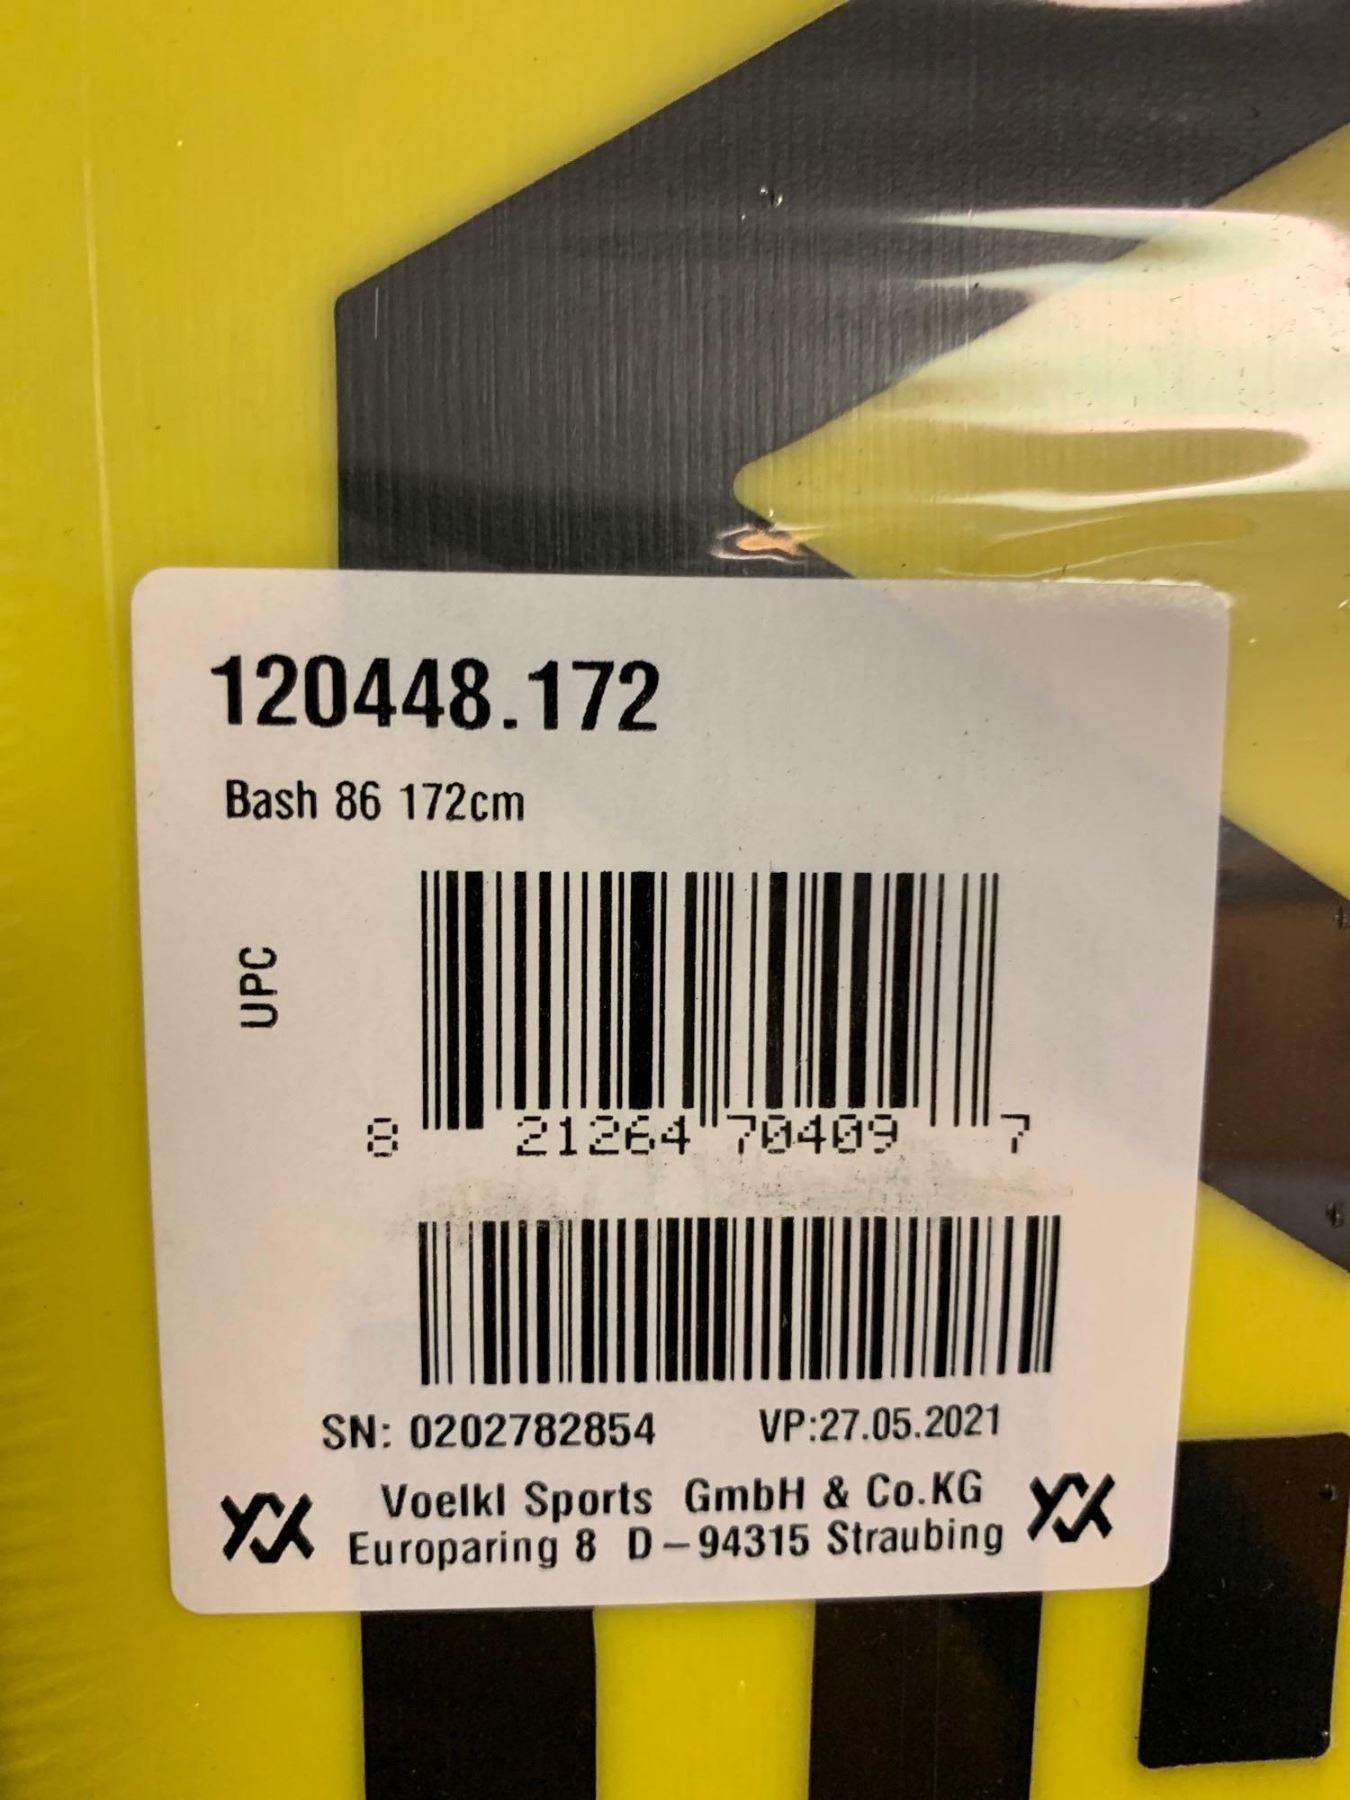 120448.172
Bash 86 172cm
UPC
8 21264 70409 7
SN: 0202782854 VP:27.05.2021
Voelkl Sports GmbH & Co.KG
Europaring 8 D-94315 Straubing